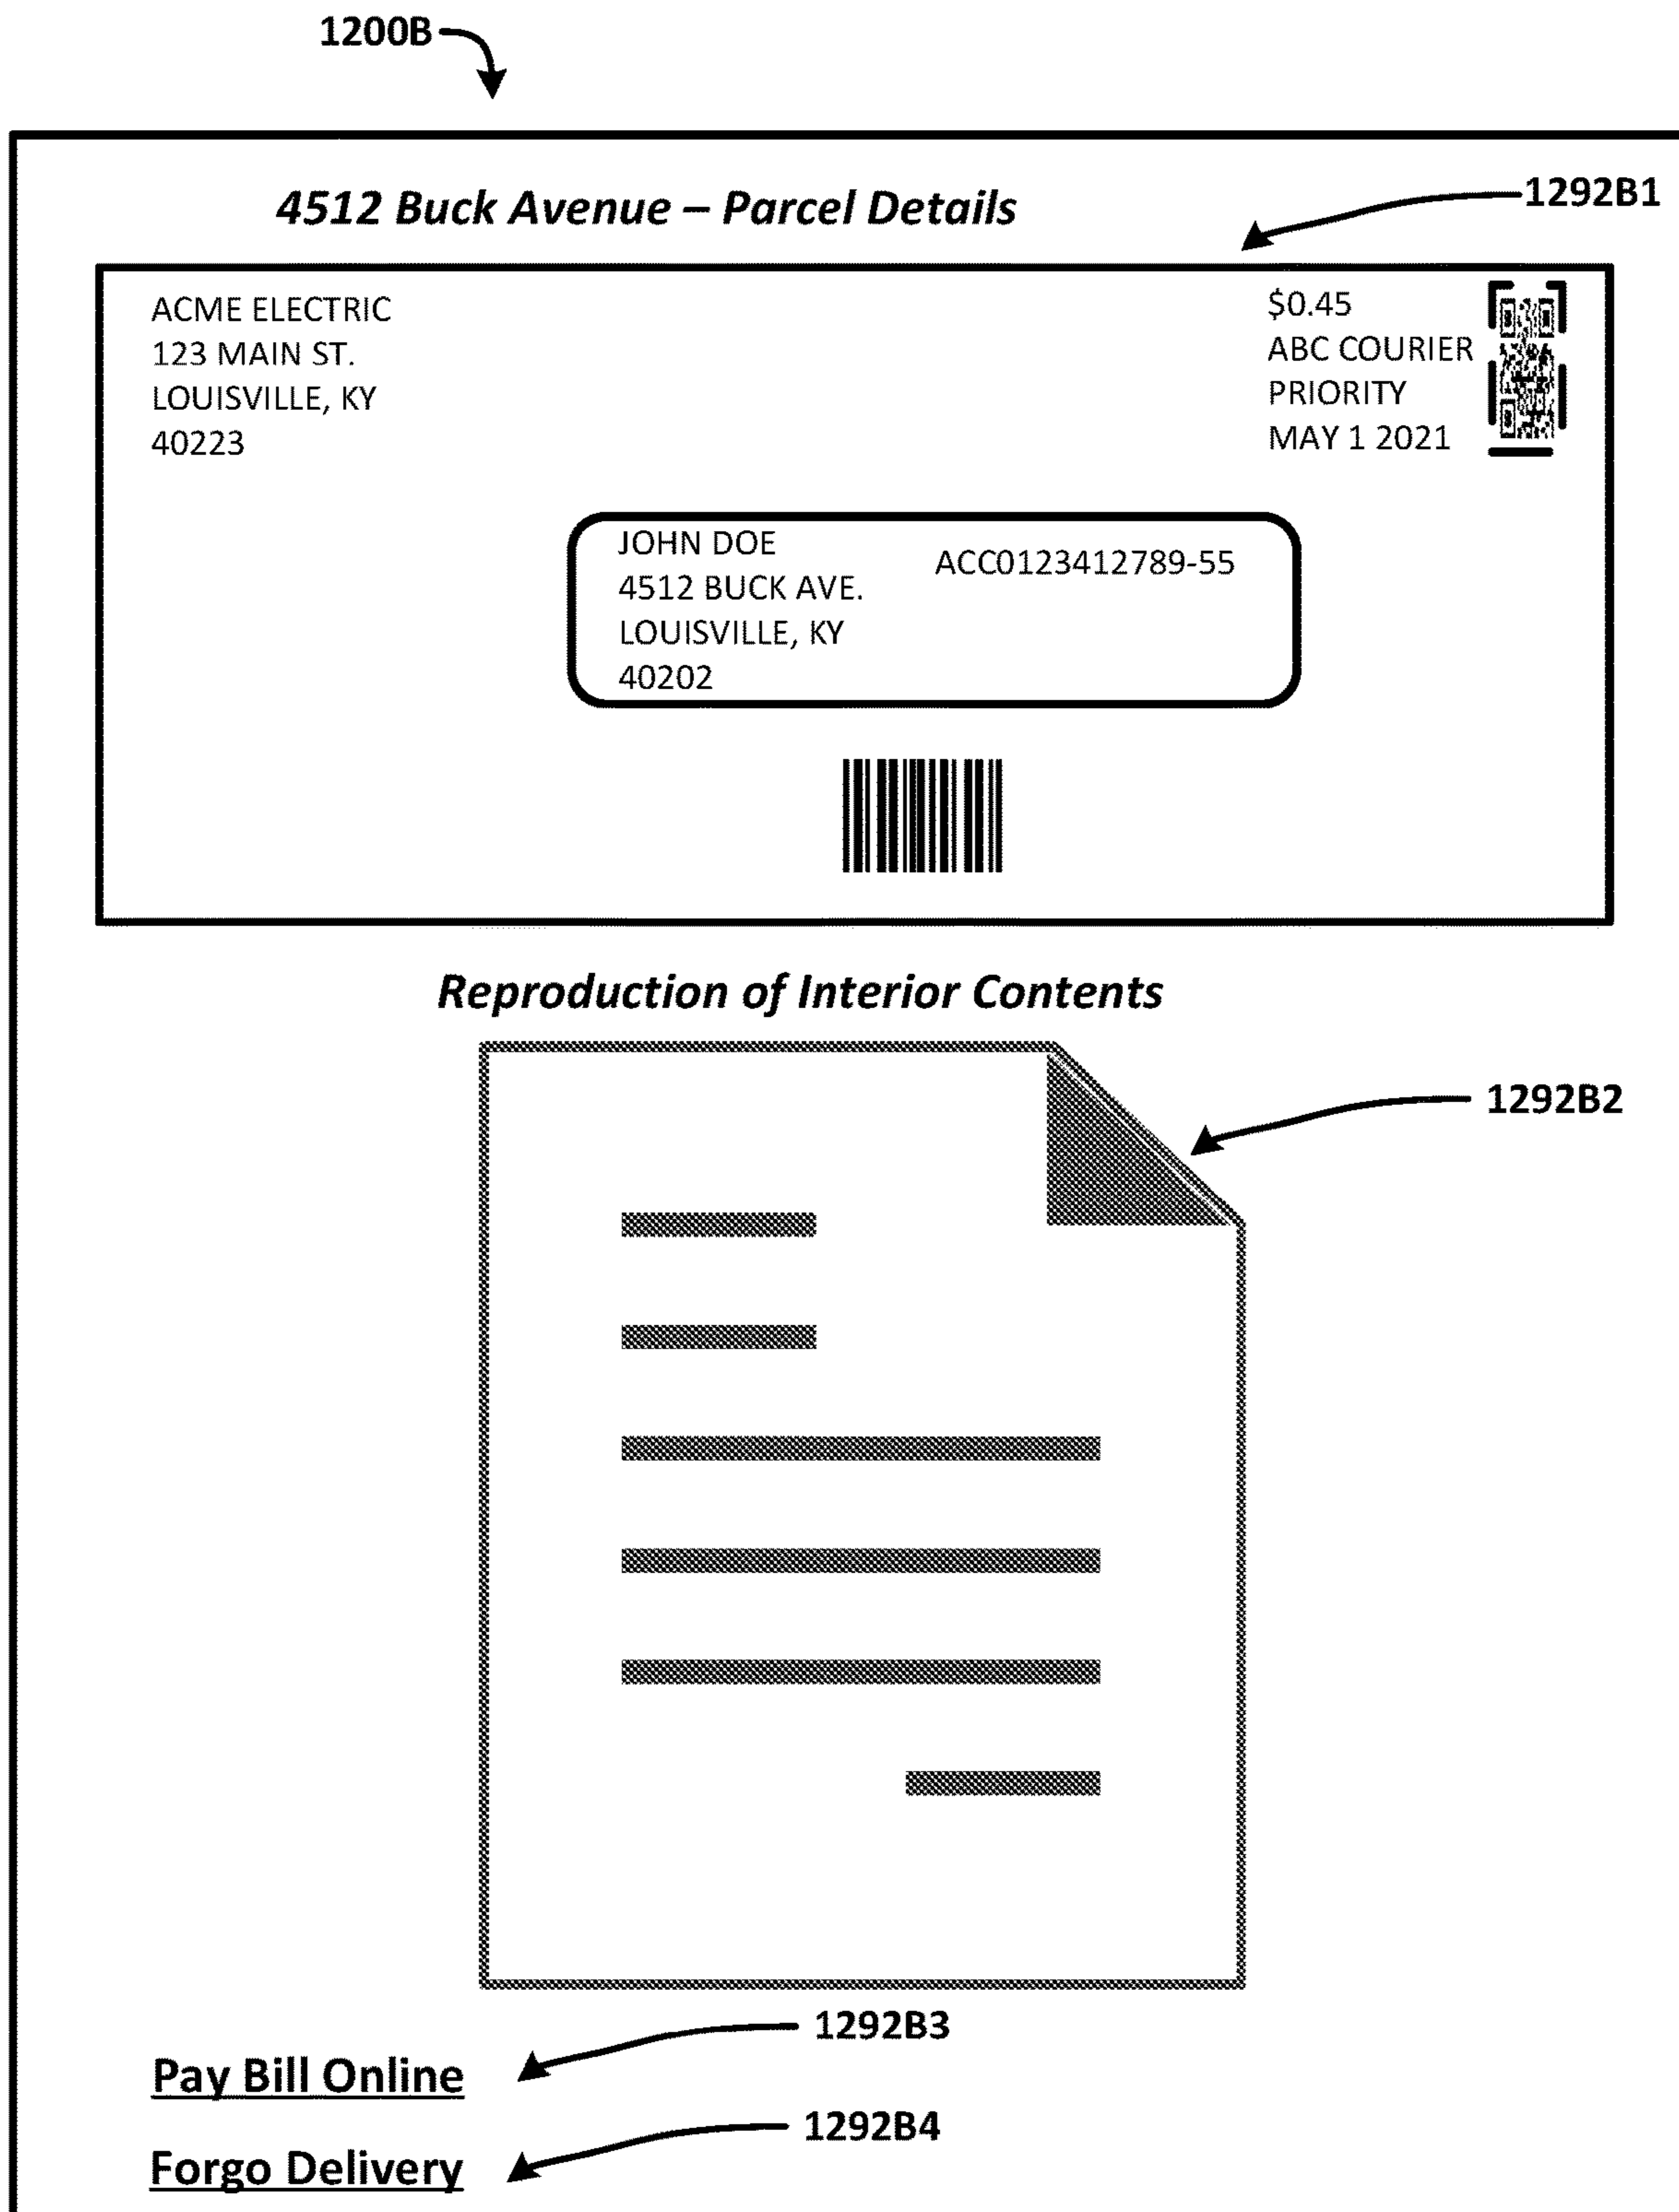 1200B
4512 Buck Avenue – Parcel Details
1292B1
ACME ELECTRIC
123 MAIN ST.
LOUISVILLE, KY
40223
$0.45
ABC COURIER
PRIORITY
MAY 1 2021
JOHN DOE
4512 BUCK AVE.
LOUISVILLE, KY
40202
ACC0123412789-55
Reproduction of Interior Contents
1292B2
1292B3
Pay Bill Online
1292B4
Forgo Delivery